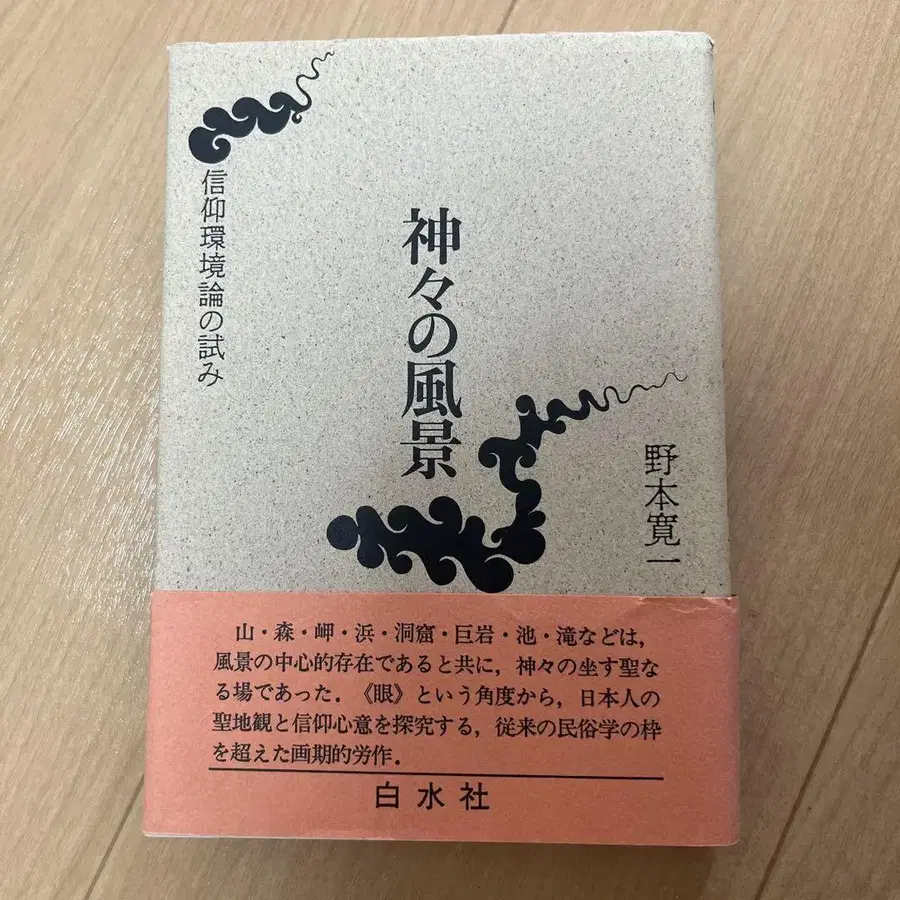 神々の風景
信仰環境論の試み
野本寛一
山・森・岬・浜・洞窟・巨岩・池・滝などは，
風景の中心的存在であると共に，神々の坐す聖な
る場であった．《眼》という角度から，日本人の
聖地観と信仰心意を探究する，従来の民俗学の枠
を超えた画期的労作．
白水社